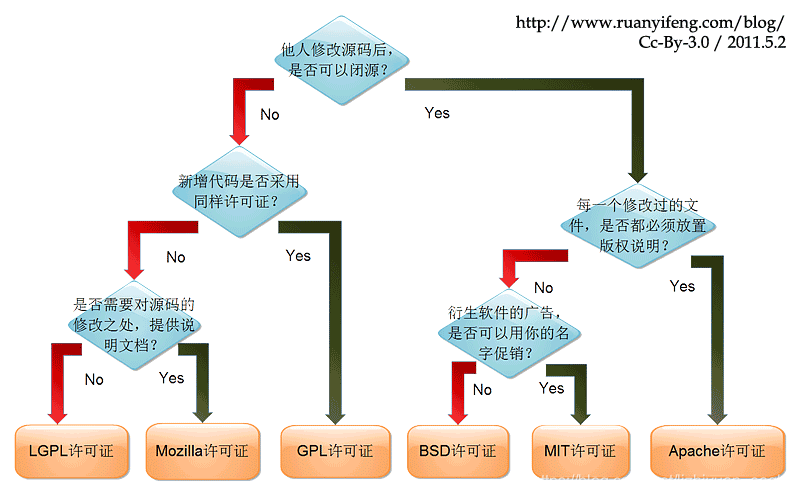 http://www.ruanyifeng.com/blog/
Cc-By-3.0 / 2011.5.2
他人修改源码后,
是否可以闭源?
No
Yes
新增代码是否采用
同样许可证?
每一个修改过的文
件，是否都必须放置
版权说明?
No
Yes
No
Yes
是否需要对源码的
修改之处，提供说
明文档?
衍生软件的广告,
是否可以用你的名
字促销?
No
Yes
No
Yes
LGPL许可证
Mozilla许可证
GPL许可证
BSD许可证
MIT许可证
Apache许可证